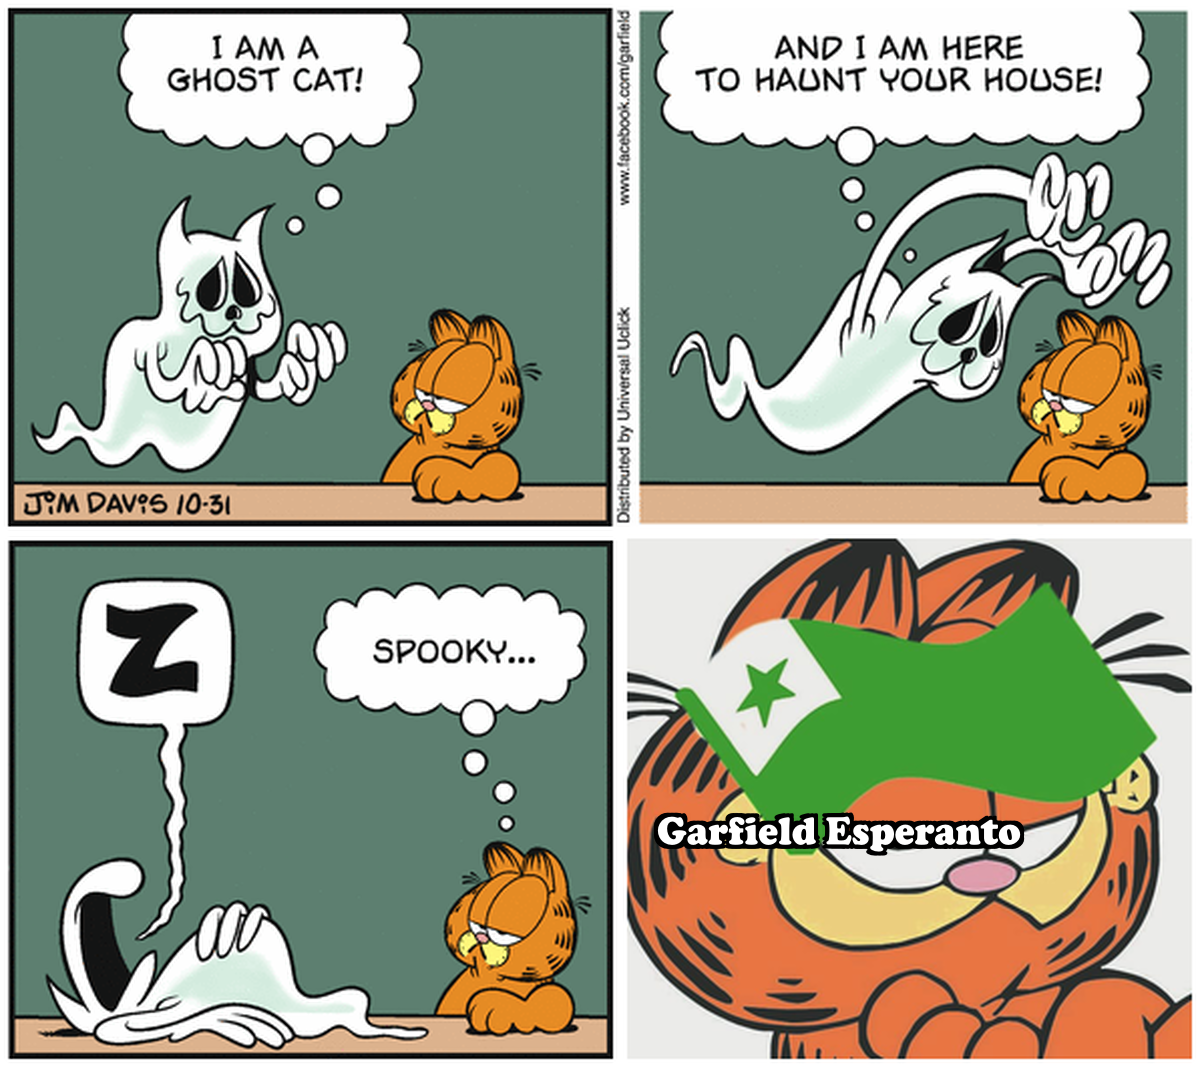 I AM A
GHOST CAT!
JIM DAVIS 10-31
www.facebook.com/garfield
Distributed by Universal Uclick
AND I AM HERE
TO HAUNT YOUR HOUSE!
Z
SPOOKY...
Garfield Esperanto